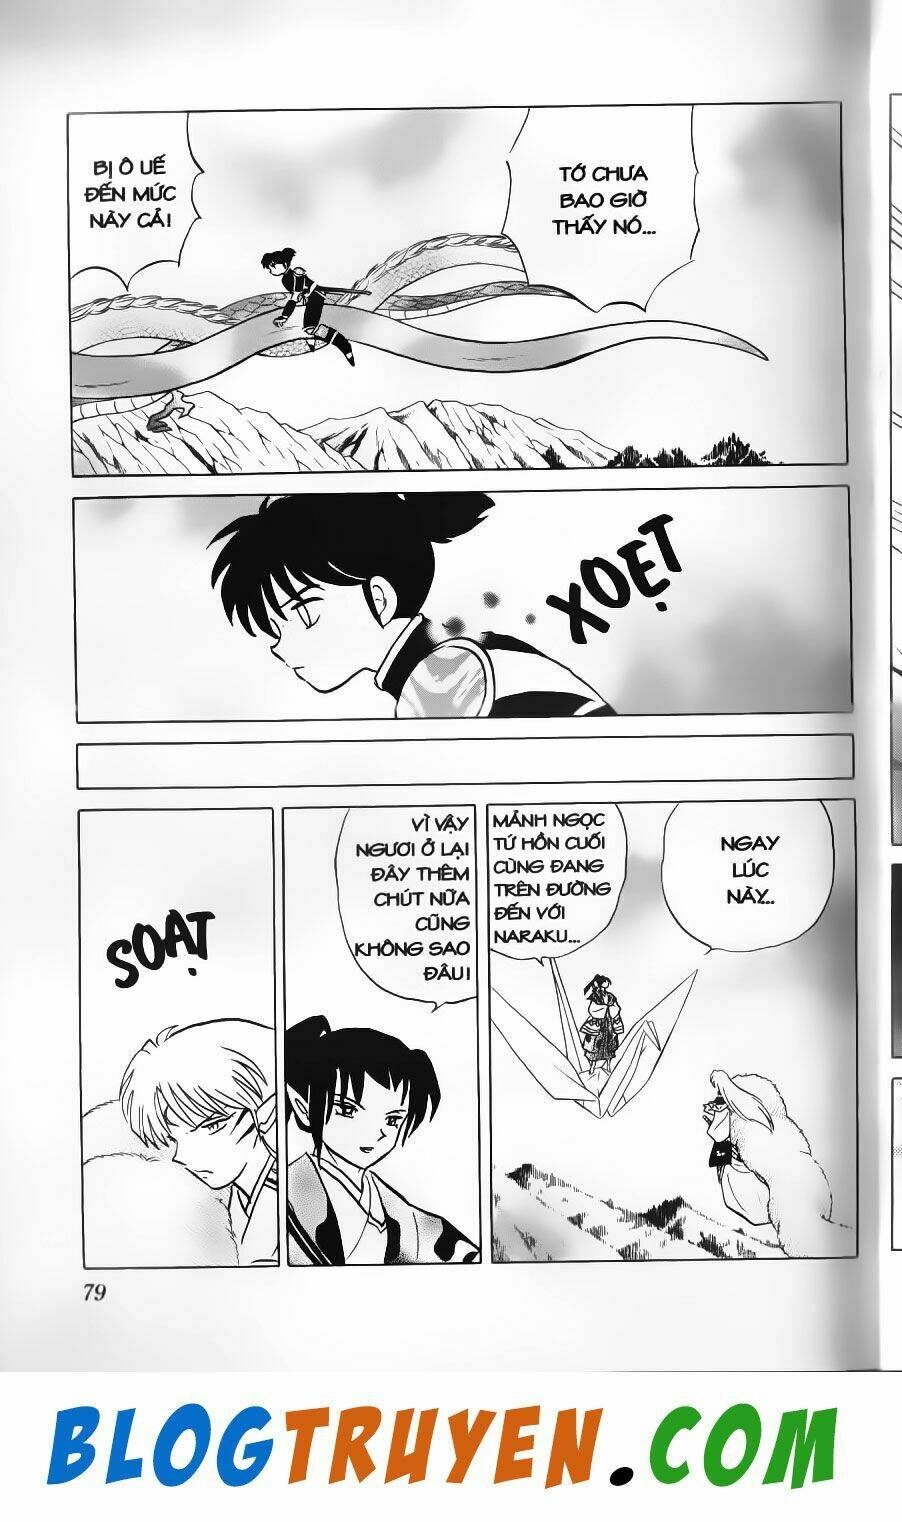 TỚ CHƯA
BAO GIỜ
THẤY NÓ...
BỊ Ô UẾ
ĐẾN MỨC
NÀY CẢ!
XOẸT
NGAY
LÚC
NÀY...
MẢNH NGỌC
TỨ HỒN CUỐI
CÙNG ĐANG
TRÊN ĐƯỜNG
ĐẾN VỚI
NARAKU...
VÌ VẬY
NGƯƠI Ở LẠI
ĐÂY THÊM
CHÚT NỮA
CŨNG
KHÔNG SAO
ĐÂU!
SOẠT
79
BLOGTRUYEN.COM